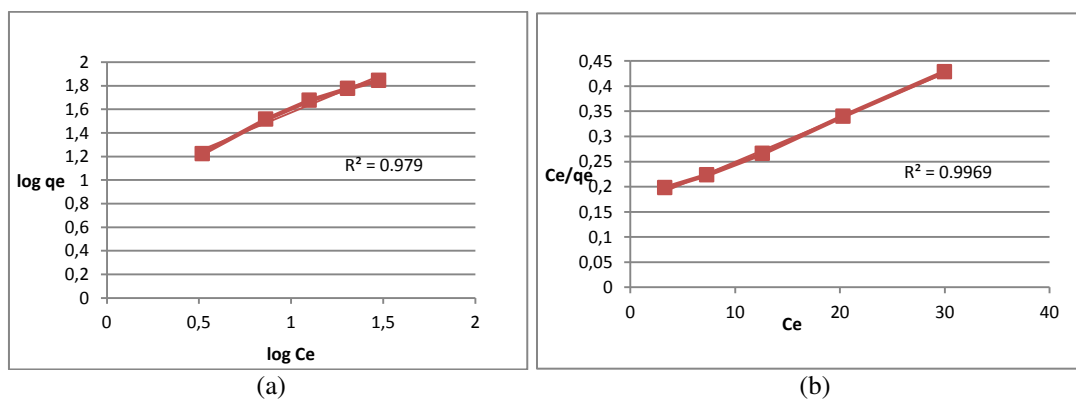 2
1,8
1,6
1,4
1,2
1
0,8
0,6
0,4
0,2
0
log qe
R² = 0.979
0 0,5 1 1,5 2
log Ce
(a)
0,45
0,4
0,35
0,3
0,25
0,2
0,15
0,1
0,05
0
Ce/qe
R² = 0.9969
0 10 20 30 40
Ce
(b)